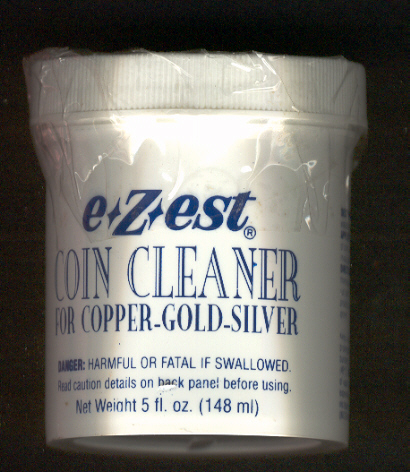 e✦Z✦est®
COIN CLEANER
FOR COPPER-GOLD-SILVER
DANGER: HARMFUL OR FATAL IF SWALLOWED.
Read caution details on back panel before using.
Net Weight 5 fl. oz. (148 ml)